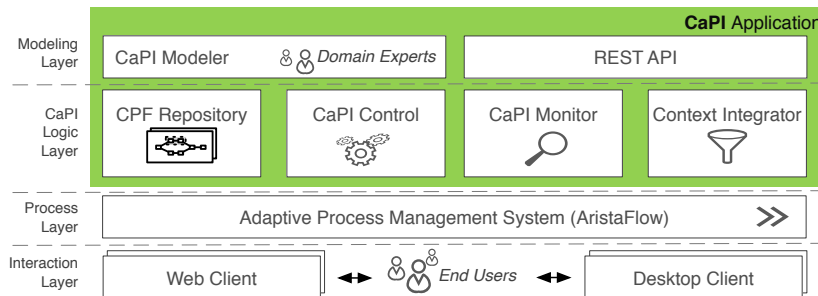 CaPI Application
Modeling
Layer
CaPI Modeler
Domain Experts
REST API
CaPI
Logic
Layer
CPF Repository
CaPI Control
CaPI Monitor
Context Integrator
Process
Layer
Adaptive Process Management System (AristaFlow)
Interaction
Layer
Web Client
End Users
Desktop Client